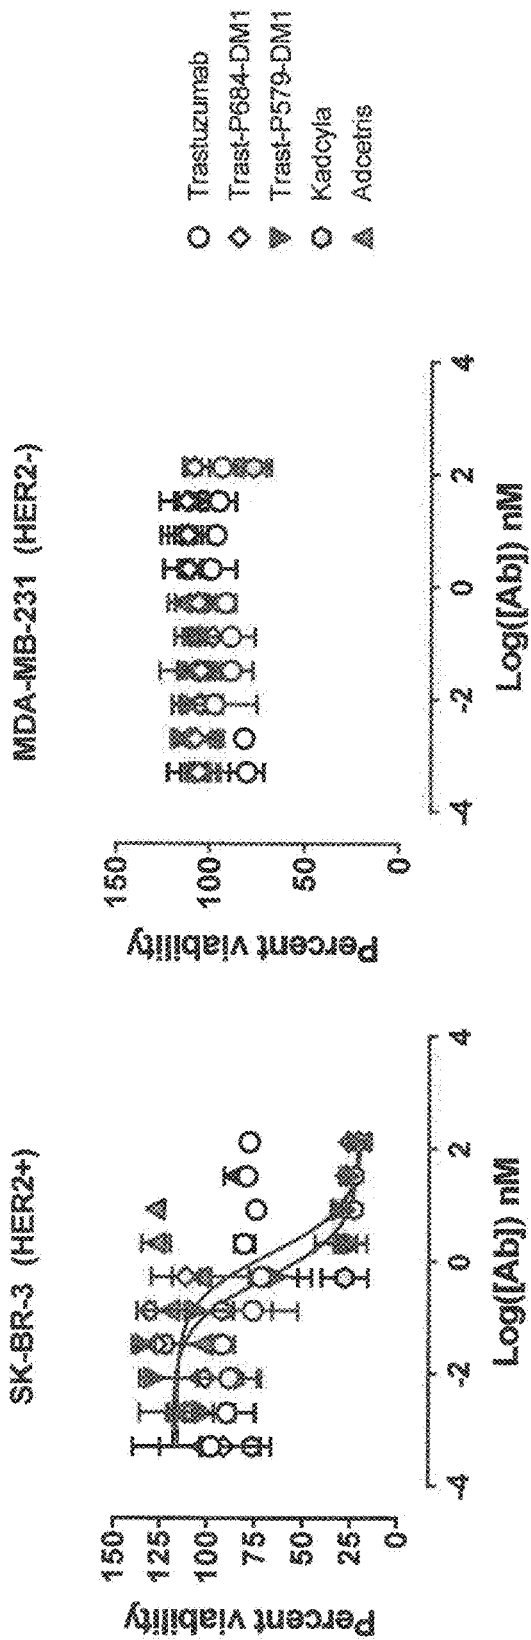 SK-BR-3 (HER2+)
Percent viability
150
125
100
75
50
25
0
-4
-2
0
2
4
Log([Ab]) nM
MDA-MB-231 (HER2-)
Percent viability
150
100
50
0
-4
-2
0
2
4
Log([Ab]) nM
Trastuzumab
Trast-P684-DM1
Trast-P579-DM1
Kadcyla
Adcetris